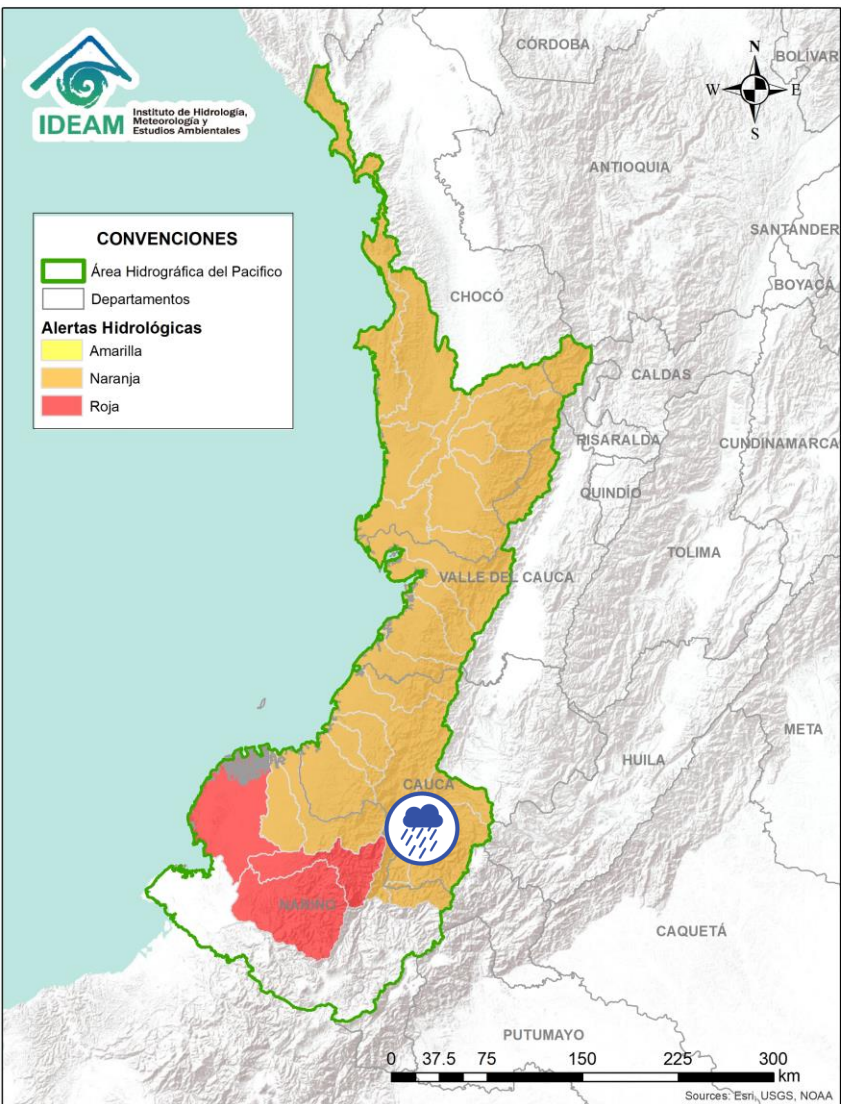 IDEAM
Instituto de Hidrología,
Meteorología y
Estudios Ambientales
N
W
E
S
CÓRDOBA
BOLÍVAR
ANTIOQUIA
SANTANDER
BOYACÁ
CHOCÓ
CONVENCIONES
Área Hidrográfica del Pacifico
Departamentos
Alertas Hidrológicas
Amarilla
Naranja
Roja
CALDAS
RISARALDA
CUNDINAMARCA
QUINDÍO
TOLIMA
VALLE DEL CAUCA
META
HUILA
CAUCA
NARIÑO
CAQUETÁ
PUTUMAYO
0 37.5 75 150 225 300
km
Sources: Esri, USGS, NOAA